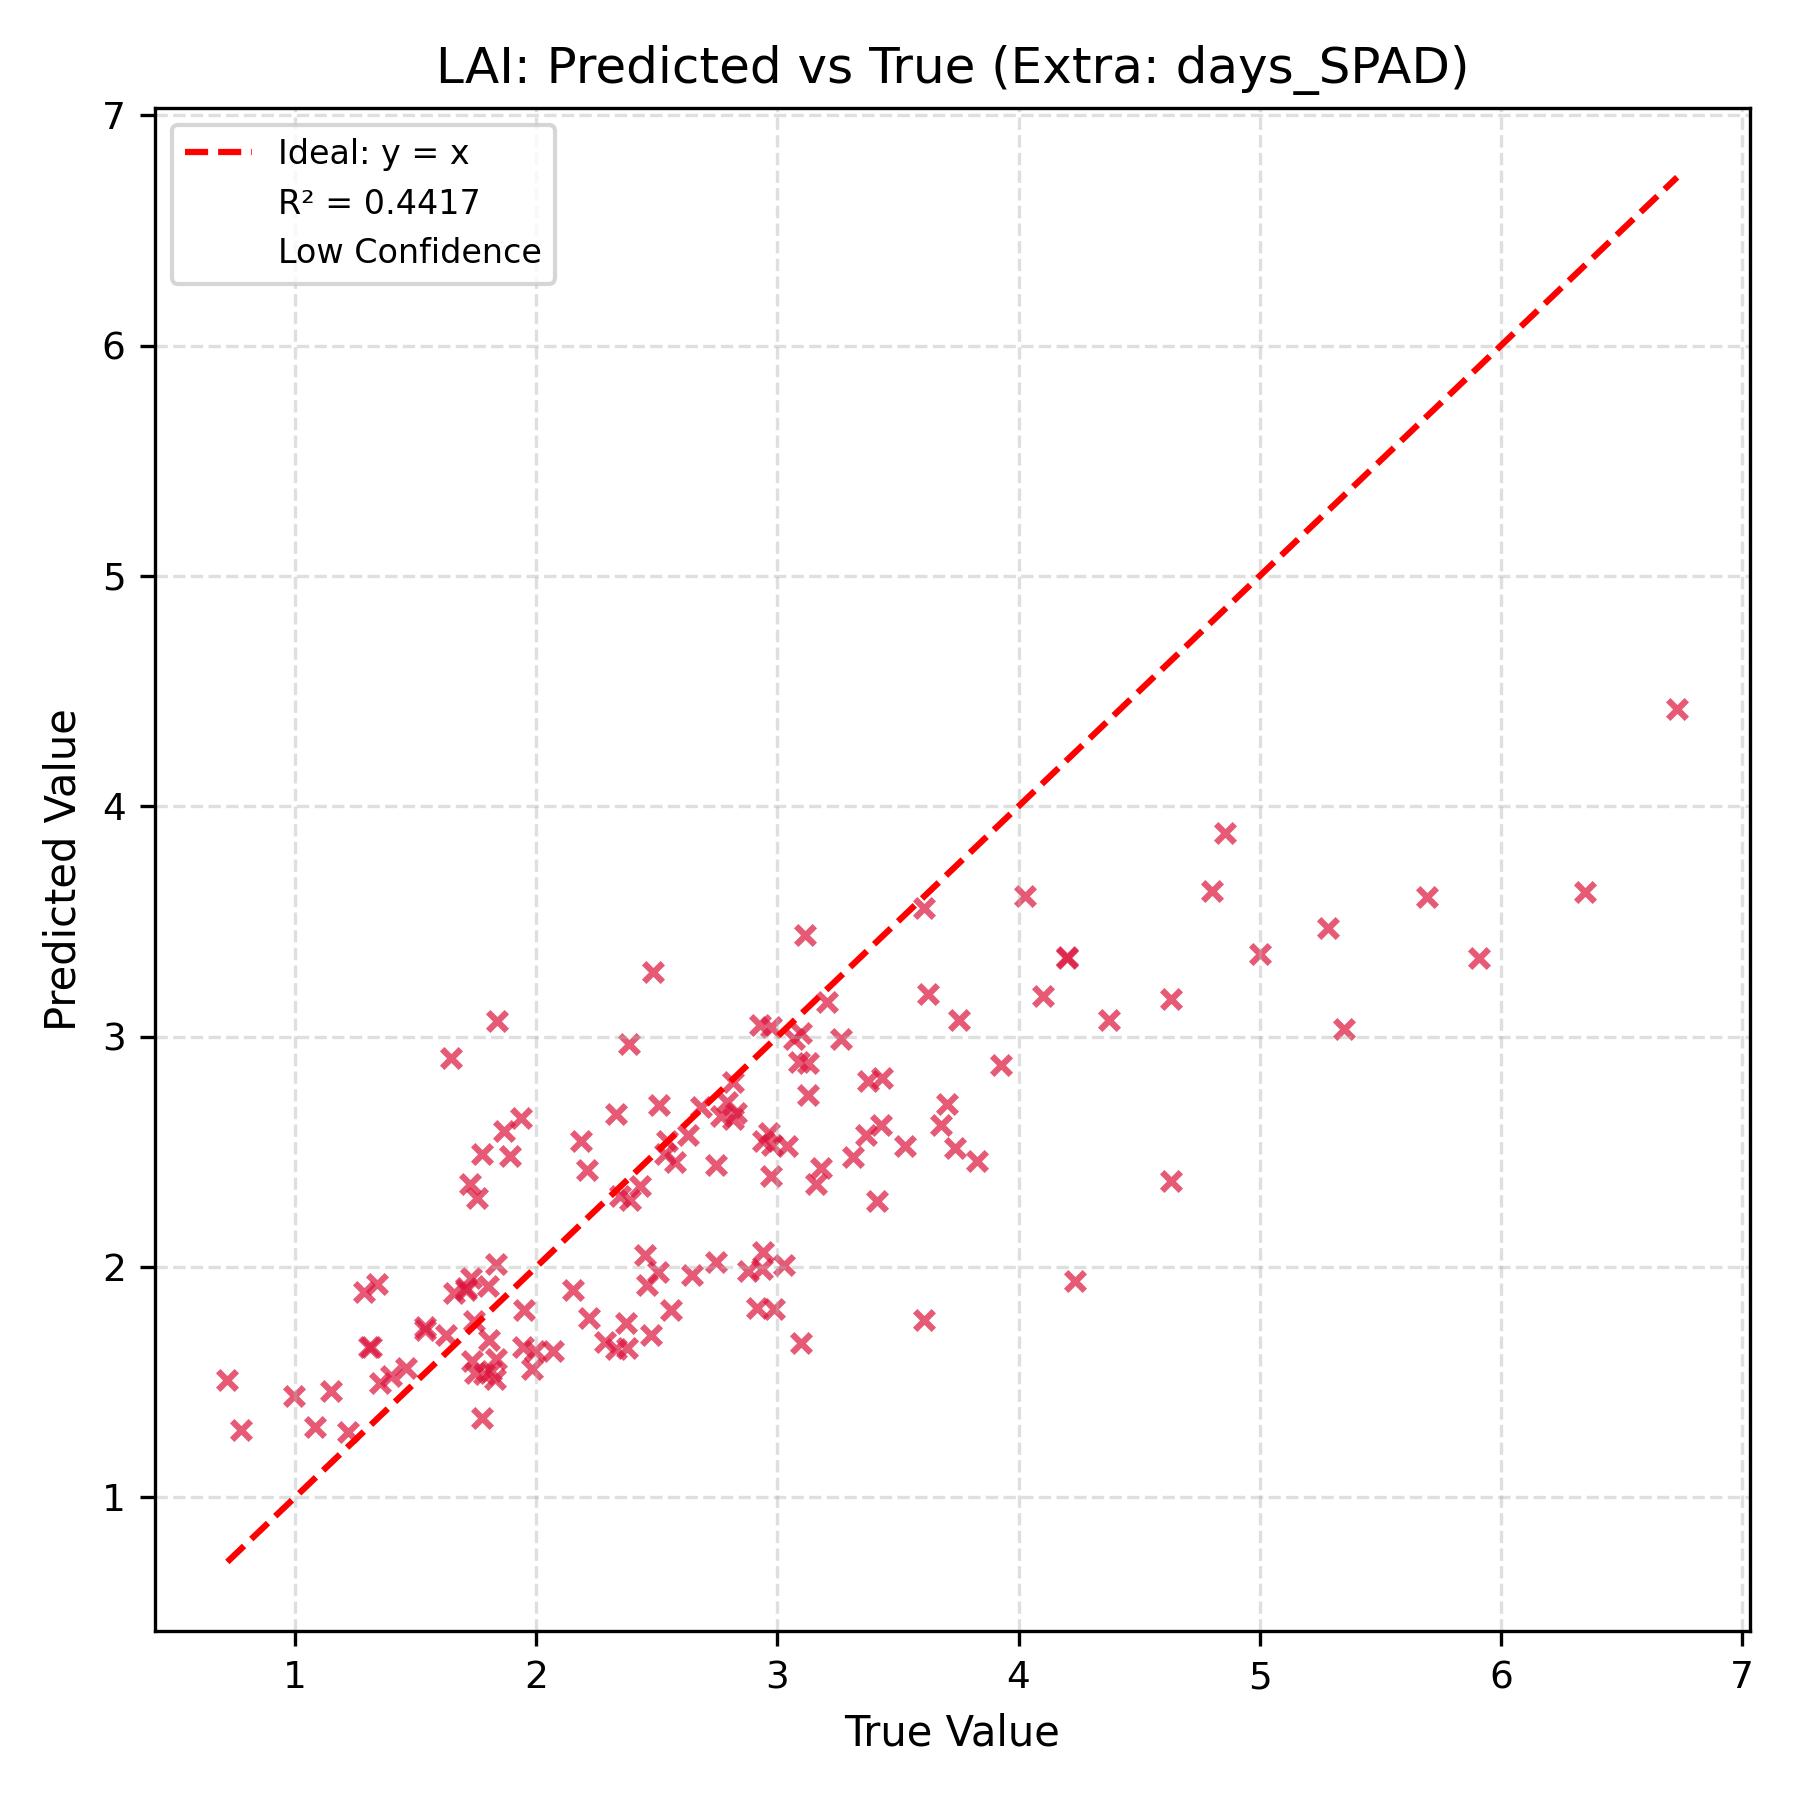 LAI: Predicted vs True (Extra: days_SPAD)
Ideal: y = x
R² = 0.4417
Low Confidence
Predicted Value
7
6
5
4
3
2
1
1 2 3 4 5 6 7
True Value